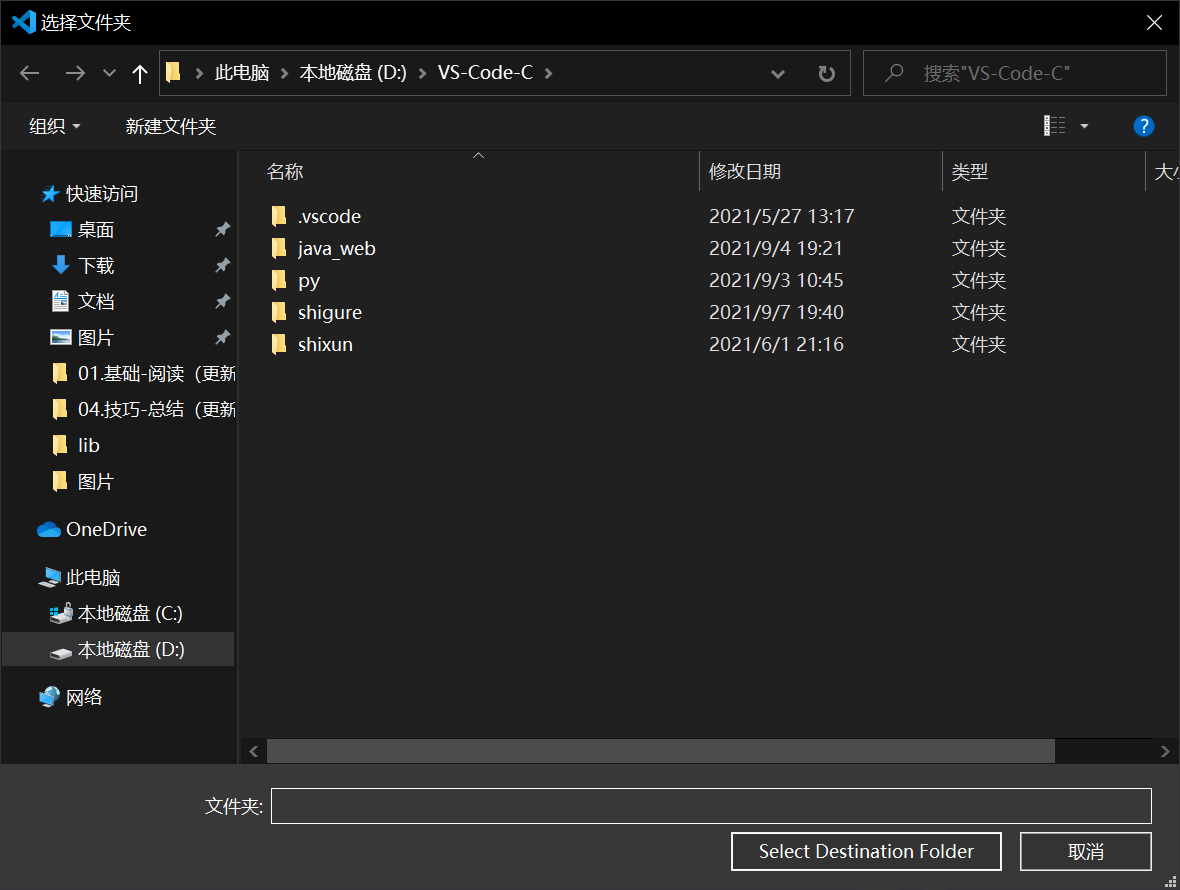 选择文件夹
此电脑 本地磁盘 (D:) VS-Code-C 搜索"VS-Code-C"
组织 新建文件夹 ?
名称 修改日期 类型 大小
快速访问
桌面
下载
文档
图片
01.基础-阅读（更新
04.技巧-总结（更新
lib
图片
OneDrive
此电脑
本地磁盘 (C:)
本地磁盘 (D:)
网络
.vscode 2021/5/27 13:17 文件夹
java_web 2021/9/4 19:21 文件夹
py 2021/9/3 10:45 文件夹
shigure 2021/9/7 19:40 文件夹
shixun 2021/6/1 21:16 文件夹
文件夹:
Select Destination Folder 取消